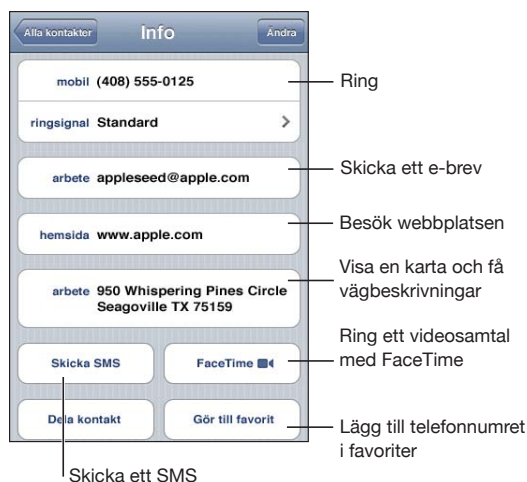 Alla kontakter Info Ändra
mobil (408) 555-0125
Ring
ringsignal Standard
arbete appleseed@apple.com
Skicka ett e-brev
hemsida www.apple.com
Besök webbplatsen
arbete 950 Whispering Pines Circle
Seagoville TX 75159
Visa en karta och få
vägbeskrivningar
Skicka SMS
FaceTime
Ring ett videosamtal
med FaceTime
Dela kontakt
Gör till favorit
Lägg till telefonnumret
i favoriter
Skicka ett SMS